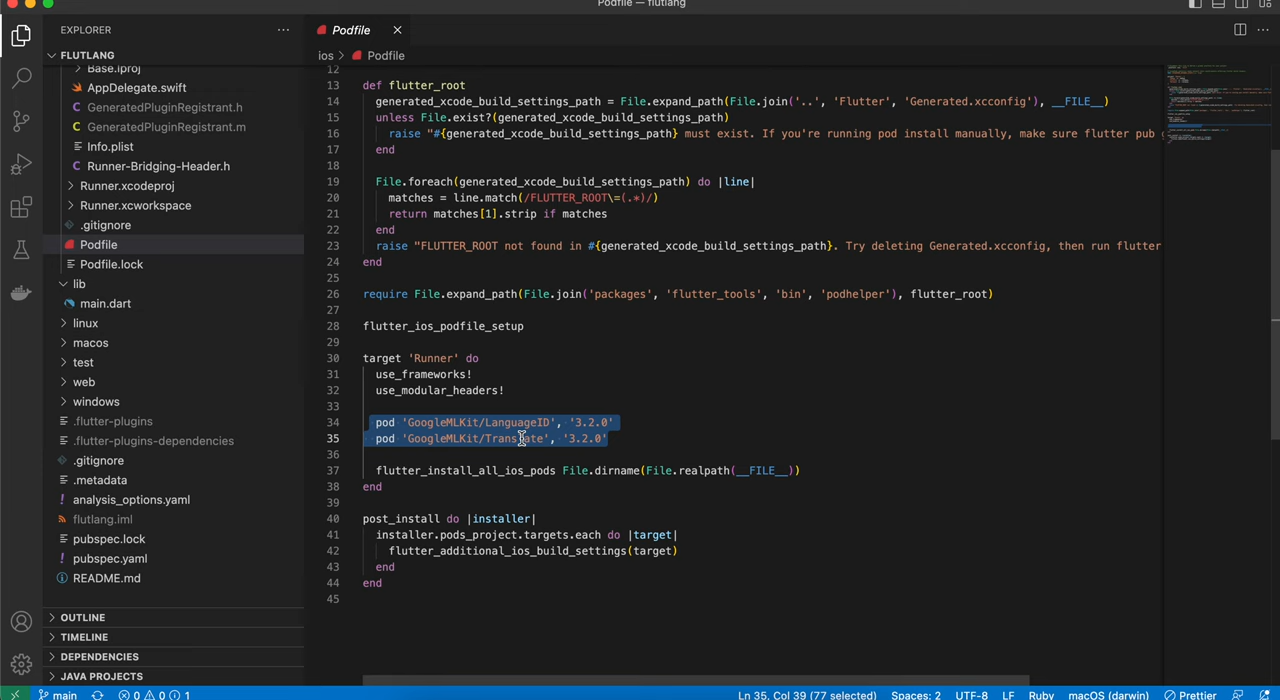 Podfile — flutlang
EXPLORER
FLUTLANG
Base.lproj
AppDelegate.swift
C GeneratedPluginRegistrant.h
C GeneratedPluginRegistrant.m
Info.plist
C Runner-Bridging-Header.h
Runner.xcodeproj
Runner.xcworkspace
.gitignore
Podfile
Podfile.lock
lib
main.dart
linux
macos
test
web
windows
.flutter-plugins
.flutter-plugins-dependencies
.gitignore
.metadata
! analysis_options.yaml
flutlang.iml
pubspec.lock
! pubspec.yaml
README.md
OUTLINE
TIMELINE
DEPENDENCIES
JAVA PROJECTS
Podfile
ios > Podfile
12
13 def flutter_root
14 generated_xcode_build_settings_path = File.expand_path(File.join('..', 'Flutter', 'Generated.xcconfig'), __FILE__)
15 unless File.exist?(generated_xcode_build_settings_path)
16 raise "#{generated_xcode_build_settings_path} must exist. If you're running pod install manually, make sure flutter pub
17 end
18
19 File.foreach(generated_xcode_build_settings_path) do |line|
20 matches = line.match(/FLUTTER_ROOT\=(.*)/)
21 return matches[1].strip if matches
22 end
23 raise "FLUTTER_ROOT not found in #{generated_xcode_build_settings_path}. Try deleting Generated.xcconfig, then run flutter
24 end
25
26 require File.expand_path(File.join('packages', 'flutter_tools', 'bin', 'podhelper'), flutter_root)
27
28 flutter_ios_podfile_setup
29
30 target 'Runner' do
31 use_frameworks!
32 use_modular_headers!
33
34 pod 'GoogleMLKit/LanguageID', '3.2.0'
35 pod 'GoogleMLKit/Translate', '3.2.0'
36
37 flutter_install_all_ios_pods File.dirname(File.realpath(__FILE__))
38 end
39
40 post_install do |installer|
41 installer.pods_project.targets.each do |target|
42 flutter_additional_ios_build_settings(target)
43 end
44 end
45
main 0 0 1 Ln 35, Col 39 (77 selected) Spaces: 2 UTF-8 LF Ruby macOS (darwin) Prettier